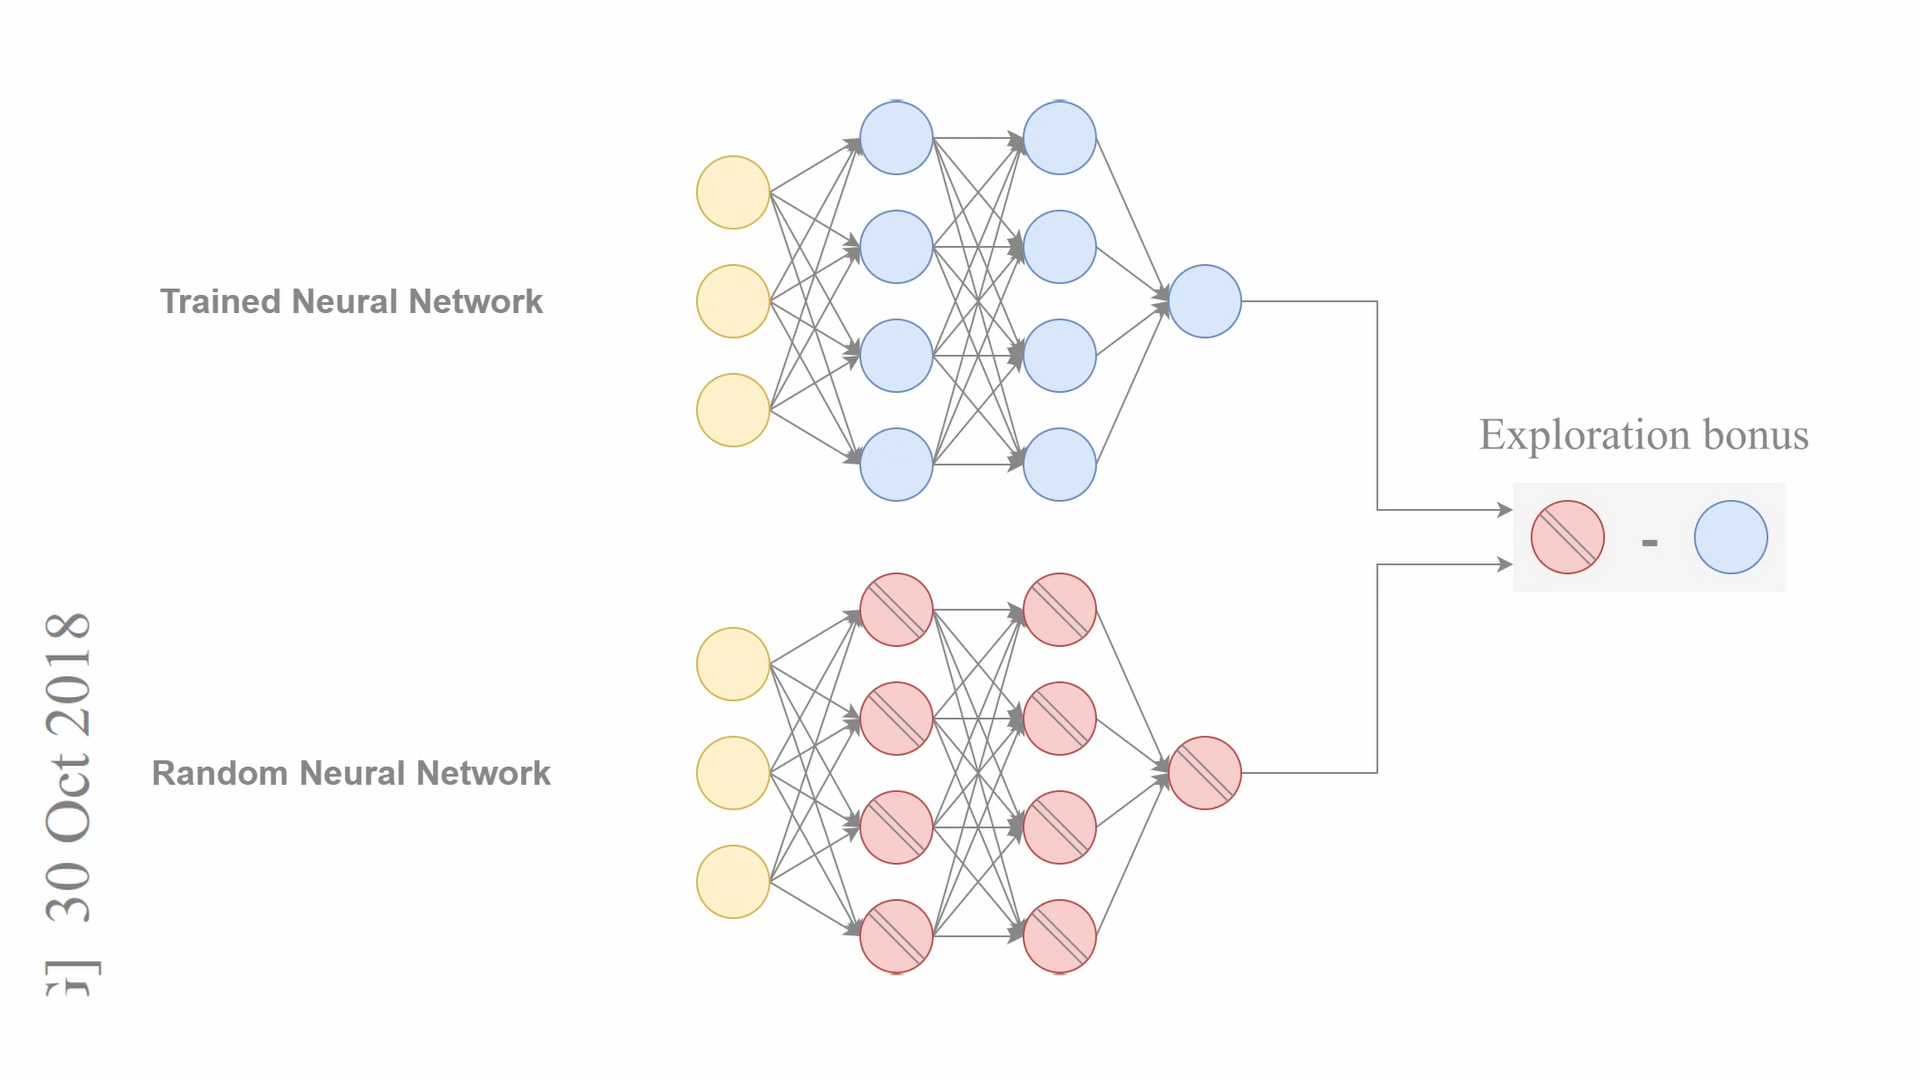 Trained Neural Network
Exploration bonus
-
Random Neural Network
] 30 Oct 2018